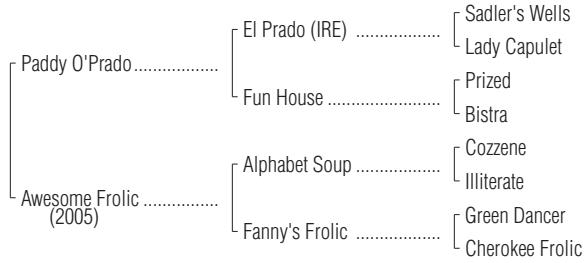 Sadler's Wells
El Prado (IRE) ..................
Lady Capulet
Paddy O'Prado..................
Prized
Fun House ........................
Bistra
Cozzene
Alphabet Soup ..................
Illiterate
Awesome Frolic ................
(2005)
Green Dancer
Fanny's Frolic ...................
Cherokee Frolic